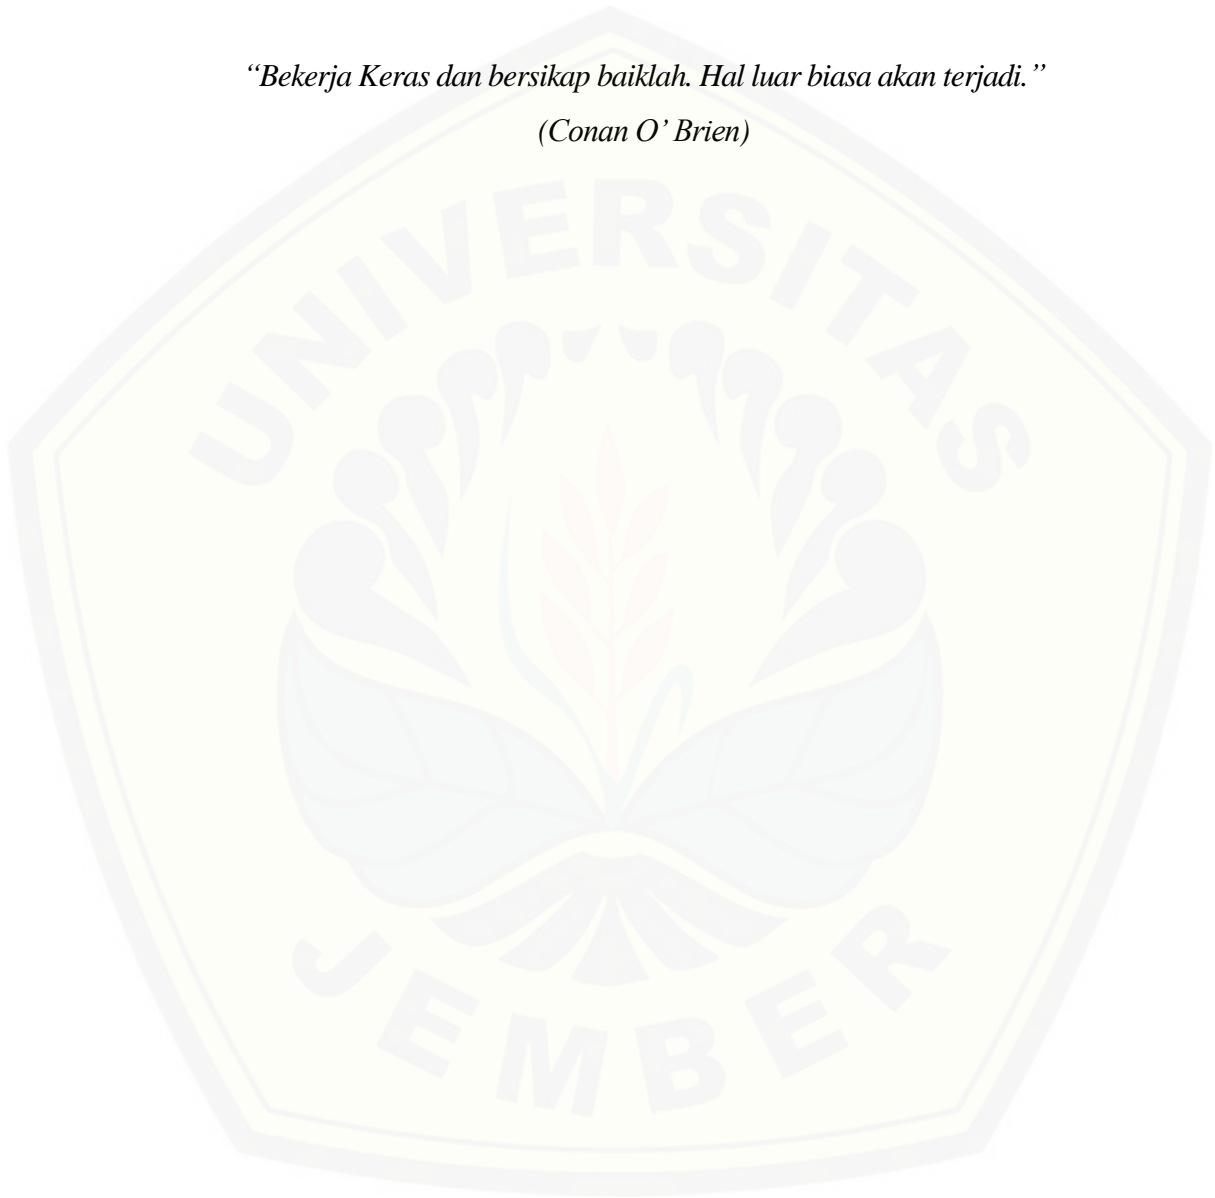 “Bekerja Keras dan bersikap baiklah. Hal luar biasa akan terjadi.”
(Conan O’ Brien)
UNIVERSITAS
JEMBER